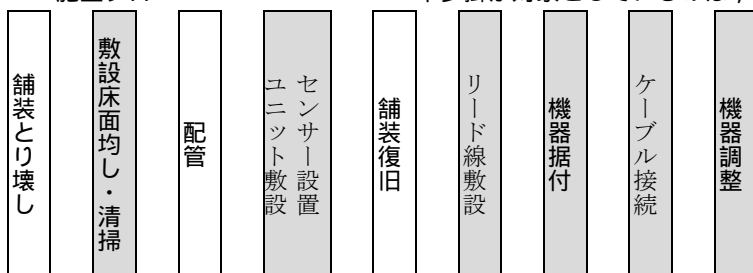 舗装とり壊し
敷設床面均し・清掃
配管
センサー設置
ユニット敷設
舗装復旧
リード線敷設
機器据付
ケーブル接続
機器調整